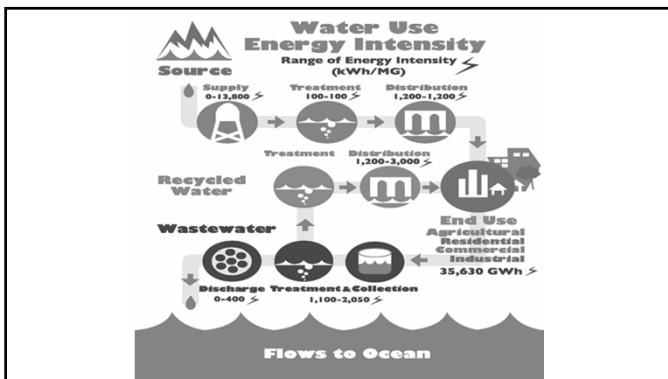 Water Use
Energy Intensity
Range of Energy Intensity
(kWh/MG)
Source
Supply
0-13,800
Treatment
100-100
Distribution
1,200-1,200
Treatment
Distribution
1,200-3,000
Recycled
Water
Wastewater
End Use
Agricultural
Residential
Commercial
Industrial
35,630 GWh
Discharge
0-400
Treatment & Collection
1,100-2,050
Flows to Ocean